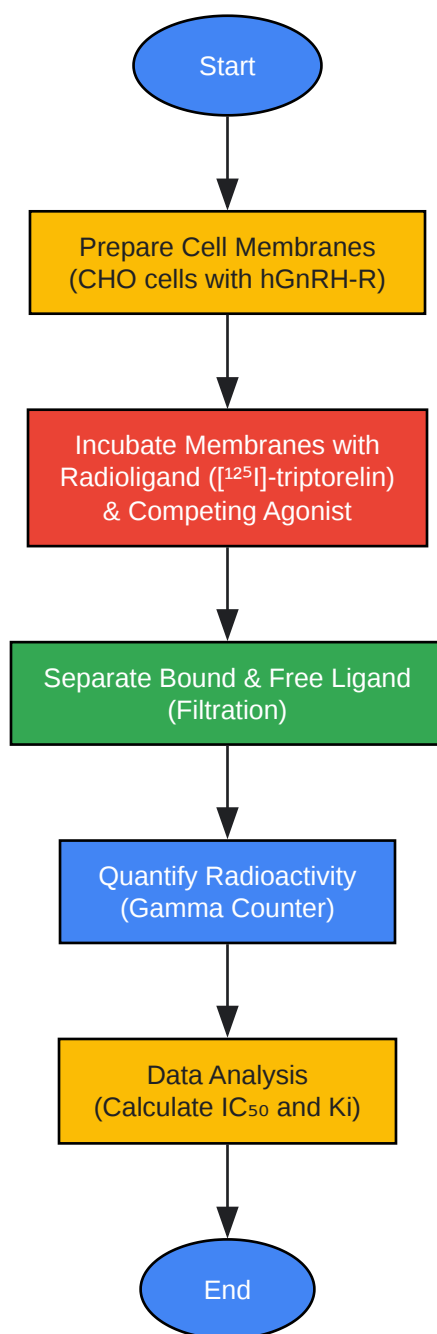 Start
Prepare Cell Membranes
(CHO cells with hGnRH-R)
Incubate Membranes with
Radioligand ([¹²⁵I]-triptorelin)
& Competing Agonist
Separate Bound & Free Ligand
(Filtration)
Quantify Radioactivity
(Gamma Counter)
Data Analysis
(Calculate IC₅₀ and Ki)
End